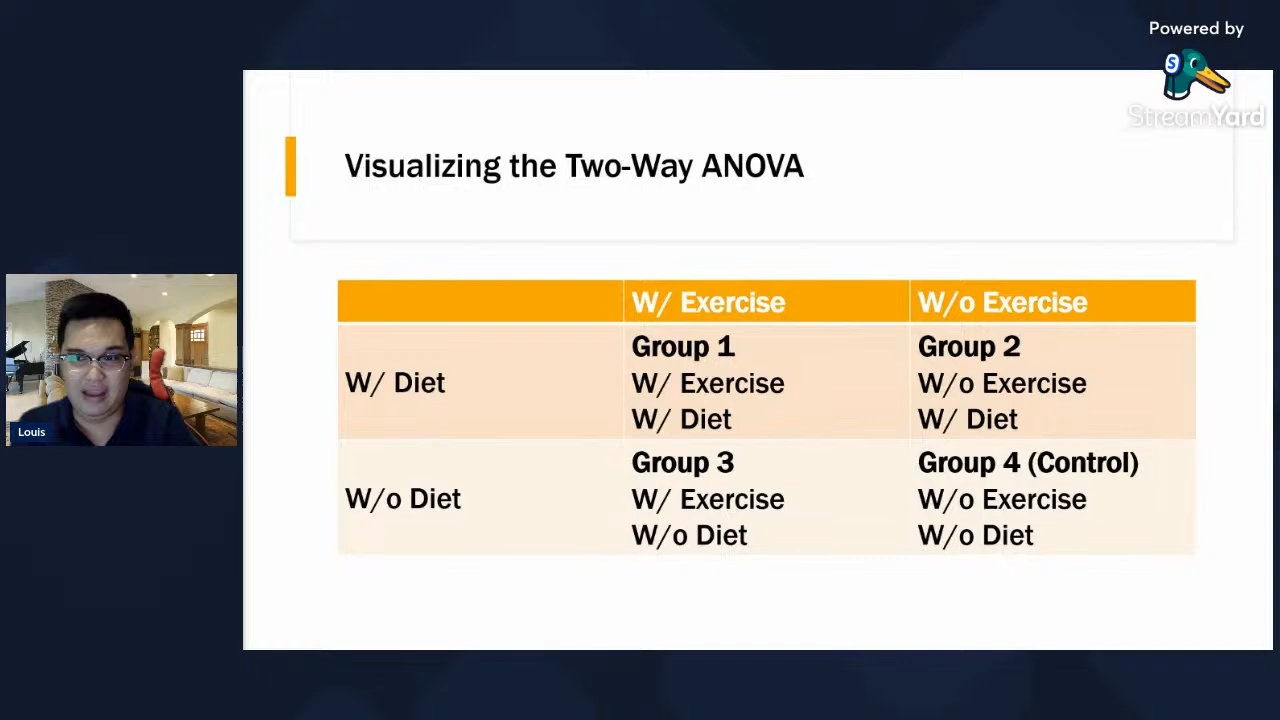 Powered by
S
StreamYard
Visualizing the Two-Way ANOVA
W/ Exercise
W/o Exercise
W/ Diet
Group 1
W/ Exercise
W/ Diet
Group 2
W/o Exercise
W/ Diet
W/o Diet
Group 3
W/ Exercise
W/o Diet
Group 4 (Control)
W/o Exercise
W/o Diet
Louis